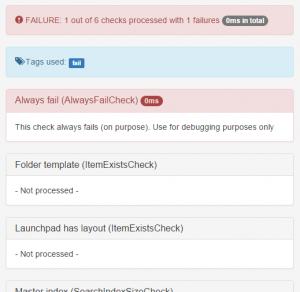 FAILURE: 1 out of 6 checks processed with 1 failures 0ms in total
Tags used: fail
Always fail (AlwaysFailCheck) 0ms
This check always fails (on purpose). Use for debugging purposes only
Folder template (ItemExistsCheck)
- Not processed -
Launchpad has layout (ItemExistsCheck)
- Not processed -
Master index (SearchIndexSizeCheck)